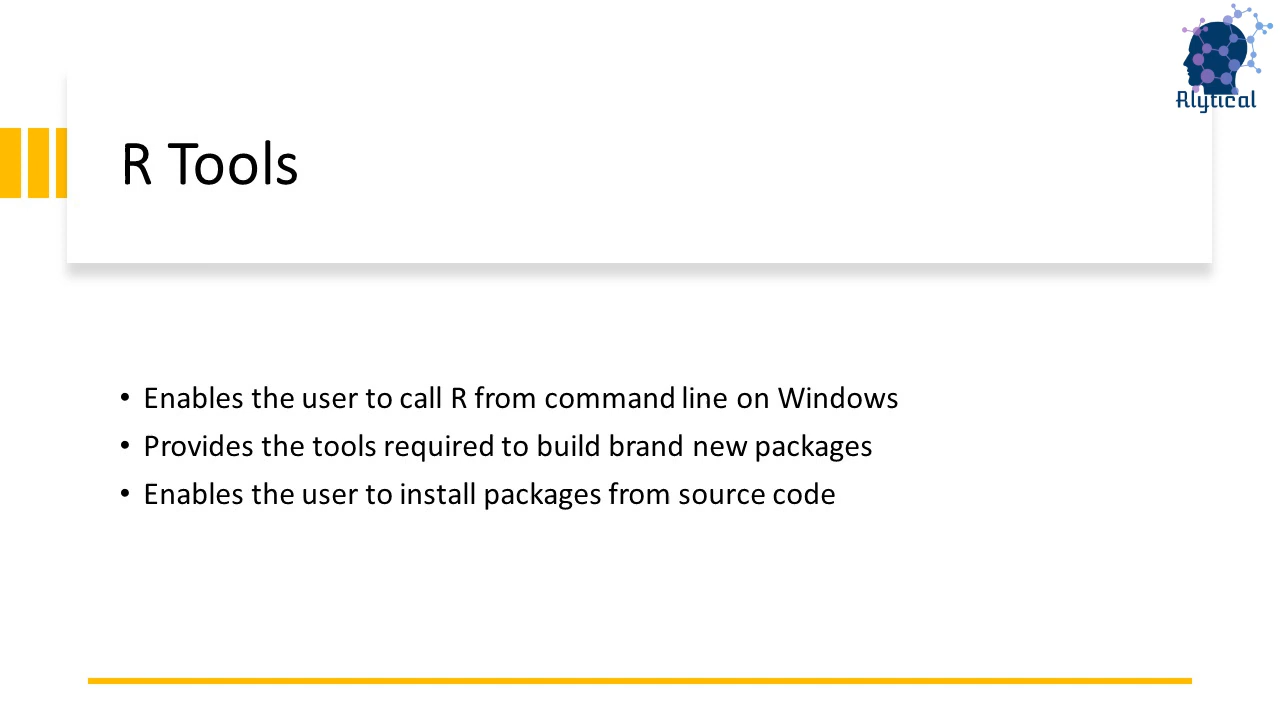 Alytical
R Tools
• Enables the user to call R from command line on Windows
• Provides the tools required to build brand new packages
• Enables the user to install packages from source code